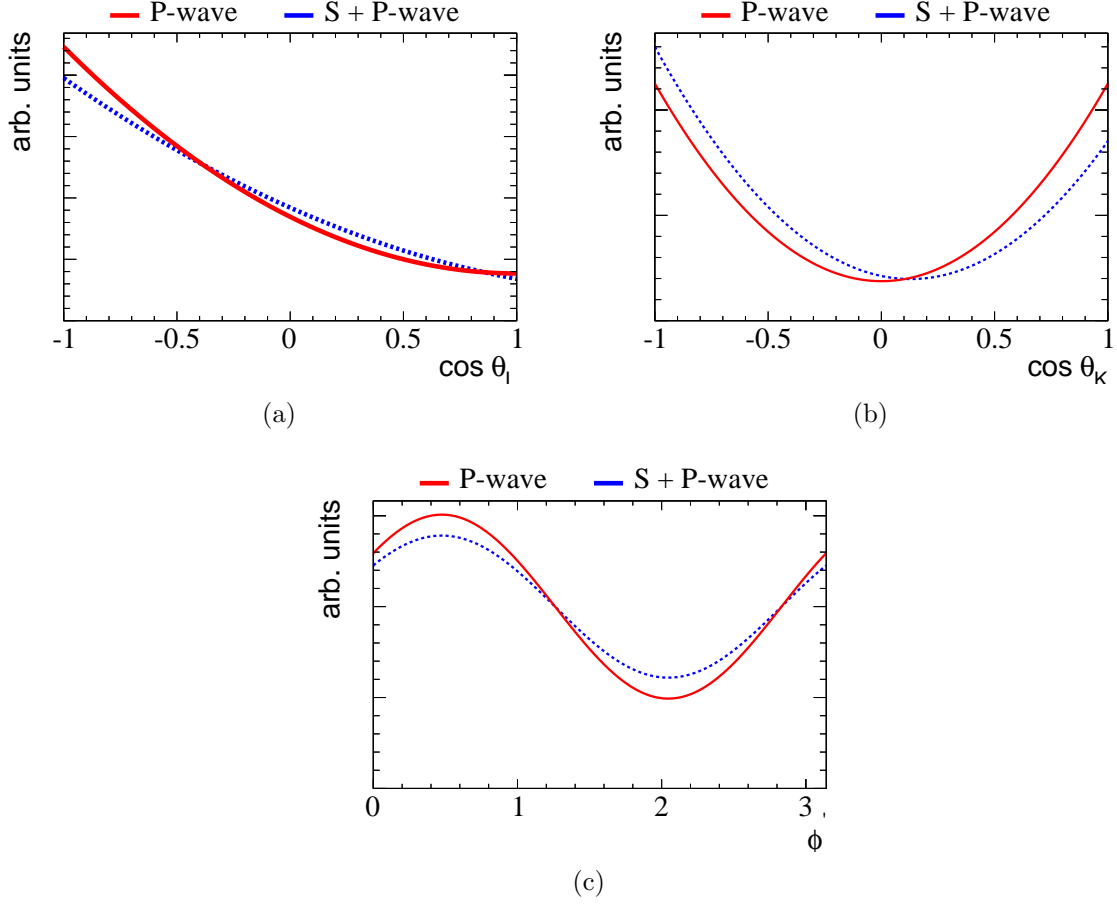 P-wave S + P-wave
arb. units
-1 -0.5 0 0.5 1
cos θl
(a)
P-wave S + P-wave
arb. units
-1 -0.5 0 0.5 1
cos θK
(b)
P-wave S + P-wave
arb. units
0 1 2 3
ϕ
(c)